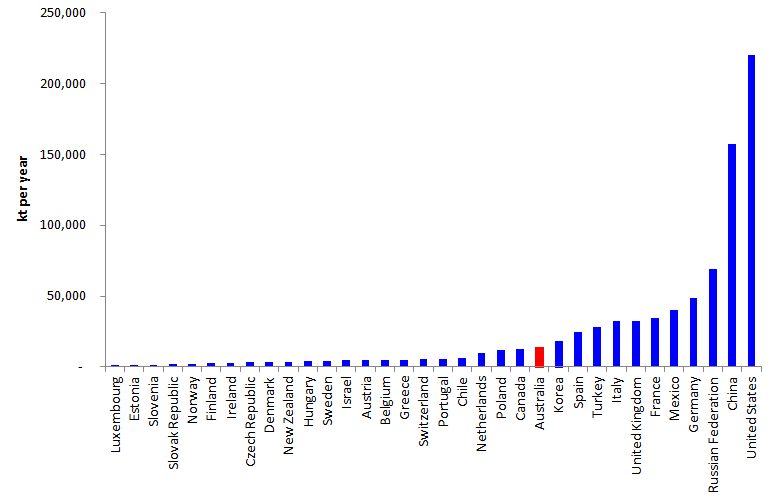 250,000
200,000
150,000
100,000
50,000
-
kt per year
Luxembourg
Estonia
Slovenia
Slovak Republic
Norway
Finland
Ireland
Czech Republic
Denmark
New Zealand
Hungary
Sweden
Israel
Austria
Belgium
Greece
Switzerland
Portugal
Chile
Netherlands
Poland
Canada
Australia
Korea
Spain
Turkey
Italy
United Kingdom
France
Mexico
Germany
Russian Federation
China
United States